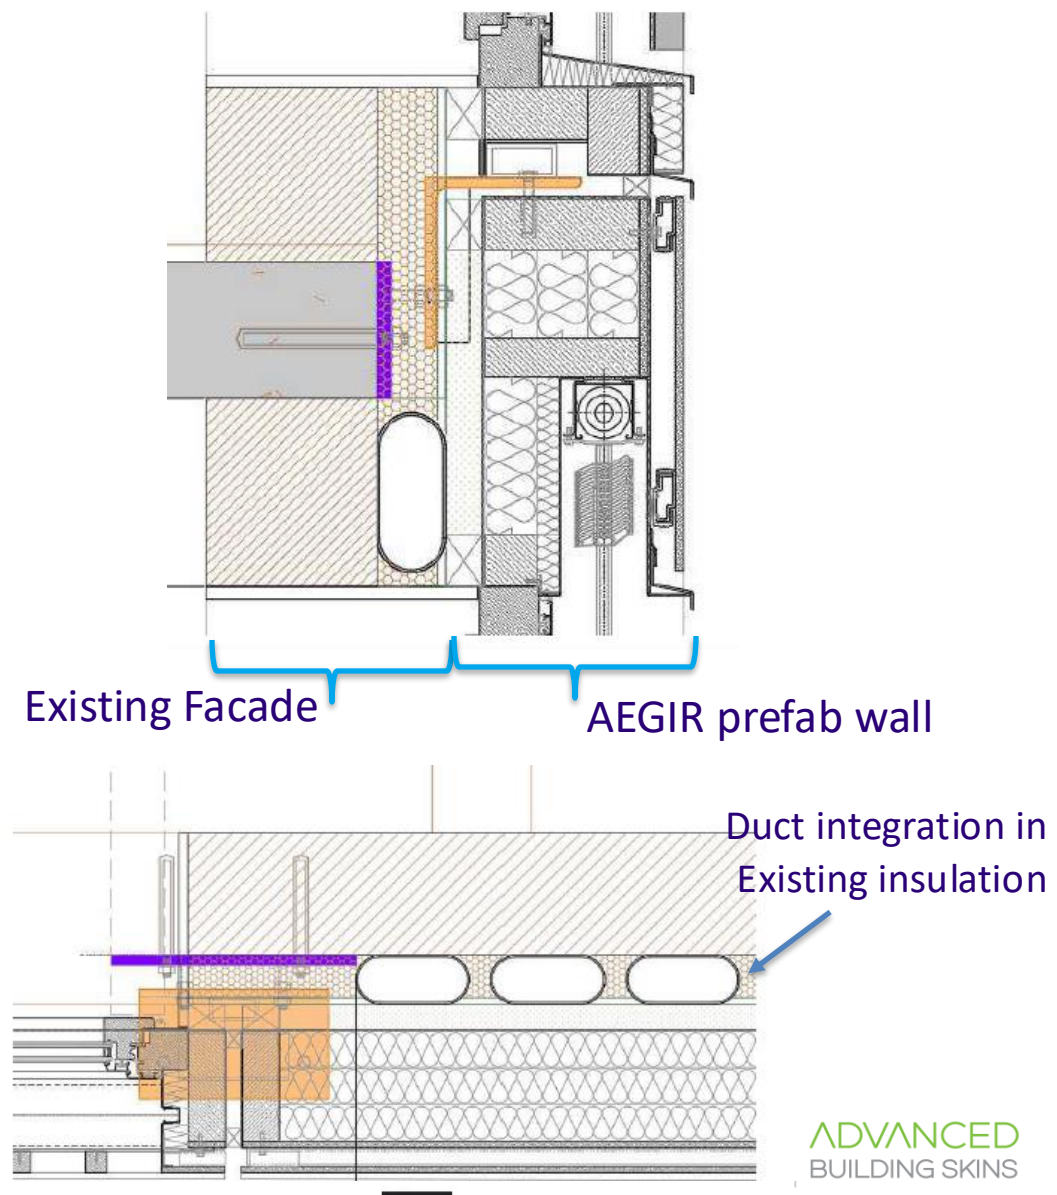 Existing Facade
AEGIR prefab wall
Duct integration in
Existing insulation
ADVANCED
BUILDING SKINS